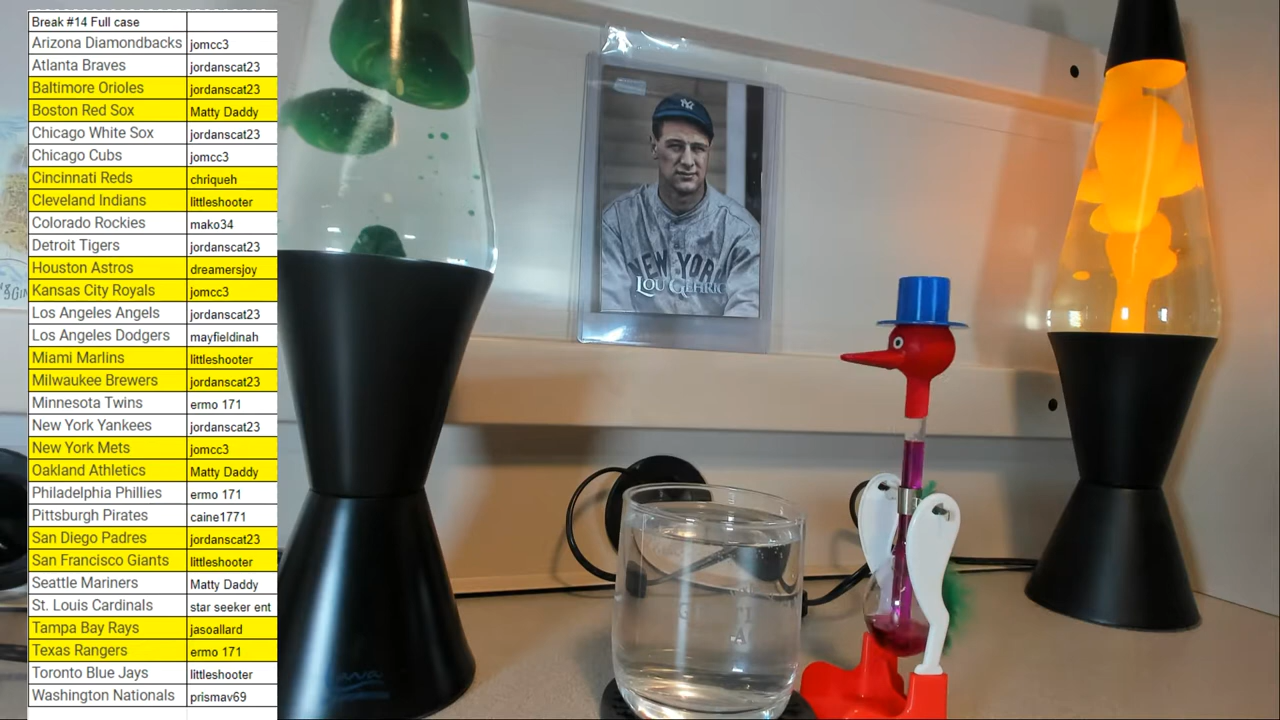 Break #14 Full case
Arizona Diamondbacks jomcc3
Atlanta Braves jordanscat23
Baltimore Orioles jordanscat23
Boston Red Sox Matty Daddy
Chicago White Sox jordanscat23
Chicago Cubs jomcc3
Cincinnati Reds chriqueh
Cleveland Indians littleshooter
Colorado Rockies mako34
Detroit Tigers jordanscat23
Houston Astros dreamersjoy
Kansas City Royals jomcc3
Los Angeles Angels jordanscat23
Los Angeles Dodgers mayfieldinah
Miami Marlins littleshooter
Milwaukee Brewers jordanscat23
Minnesota Twins ermo 171
New York Yankees jordanscat23
New York Mets jomcc3
Oakland Athletics Matty Daddy
Philadelphia Phillies ermo 171
Pittsburgh Pirates caine1771
San Diego Padres jordanscat23
San Francisco Giants littleshooter
Seattle Mariners Matty Daddy
St. Louis Cardinals star seeker ent
Tampa Bay Rays jasoallard
Texas Rangers ermo 171
Toronto Blue Jays littleshooter
Washington Nationals prismav69
NY
NEW YORK
LOU GEHRIG